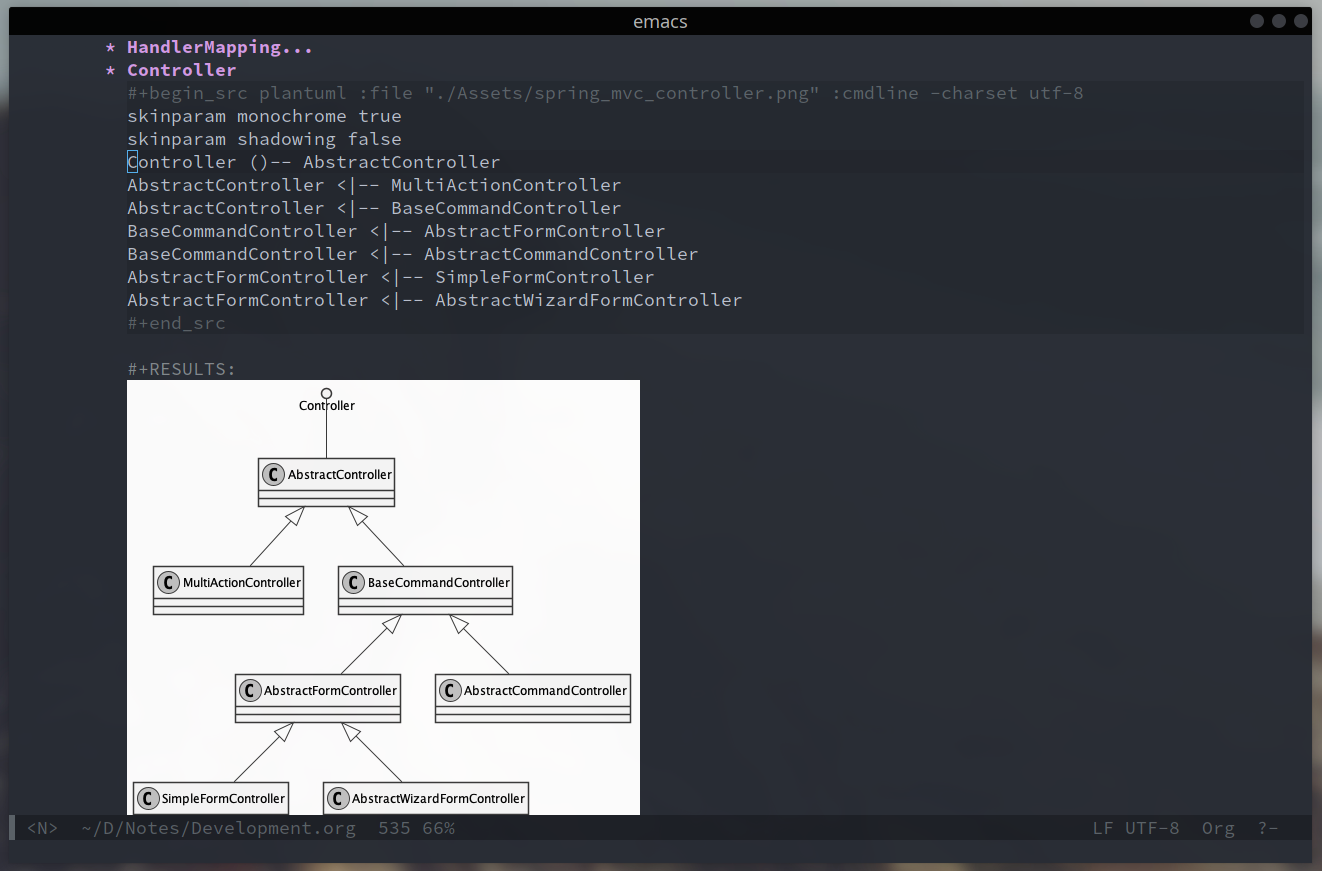 emacs
* HandlerMapping...
* Controller
#+begin_src plantuml :file "./Assets/spring_mvc_controller.png" :cmdline -charset utf-8
skinparam monochrome true
skinparam shadowing false
Controller ()-- AbstractController
AbstractController <|-- MultiActionController
AbstractController <|-- BaseCommandController
BaseCommandController <|-- AbstractFormController
BaseCommandController <|-- AbstractCommandController
AbstractFormController <|-- SimpleFormController
AbstractFormController <|-- AbstractWizardFormController
#+end_src
#+RESULTS:
Controller
C AbstractController
C MultiActionController C BaseCommandController
C AbstractFormController C AbstractCommandController
C SimpleFormController C AbstractWizardFormController
<N> ~/D/Notes/Development.org 535 66% LF UTF-8 Org ?-